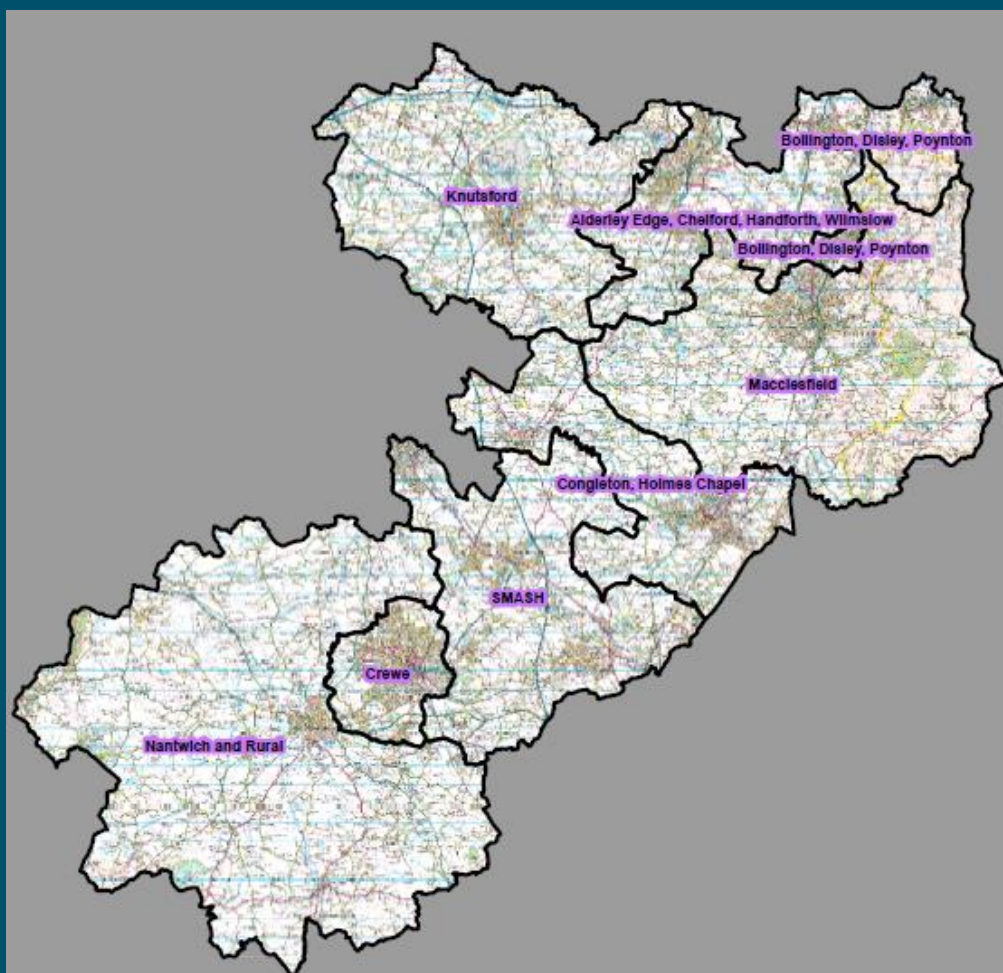 Bollington, Disley, Poynton
Knutsford
Alderley Edge, Chelford, Handforth, Wilmslow
Bollington, Disley, Poynton
Macclesfield
Congleton, Holmes Chapel
SMASH
Crewe
Nantwich and Rural